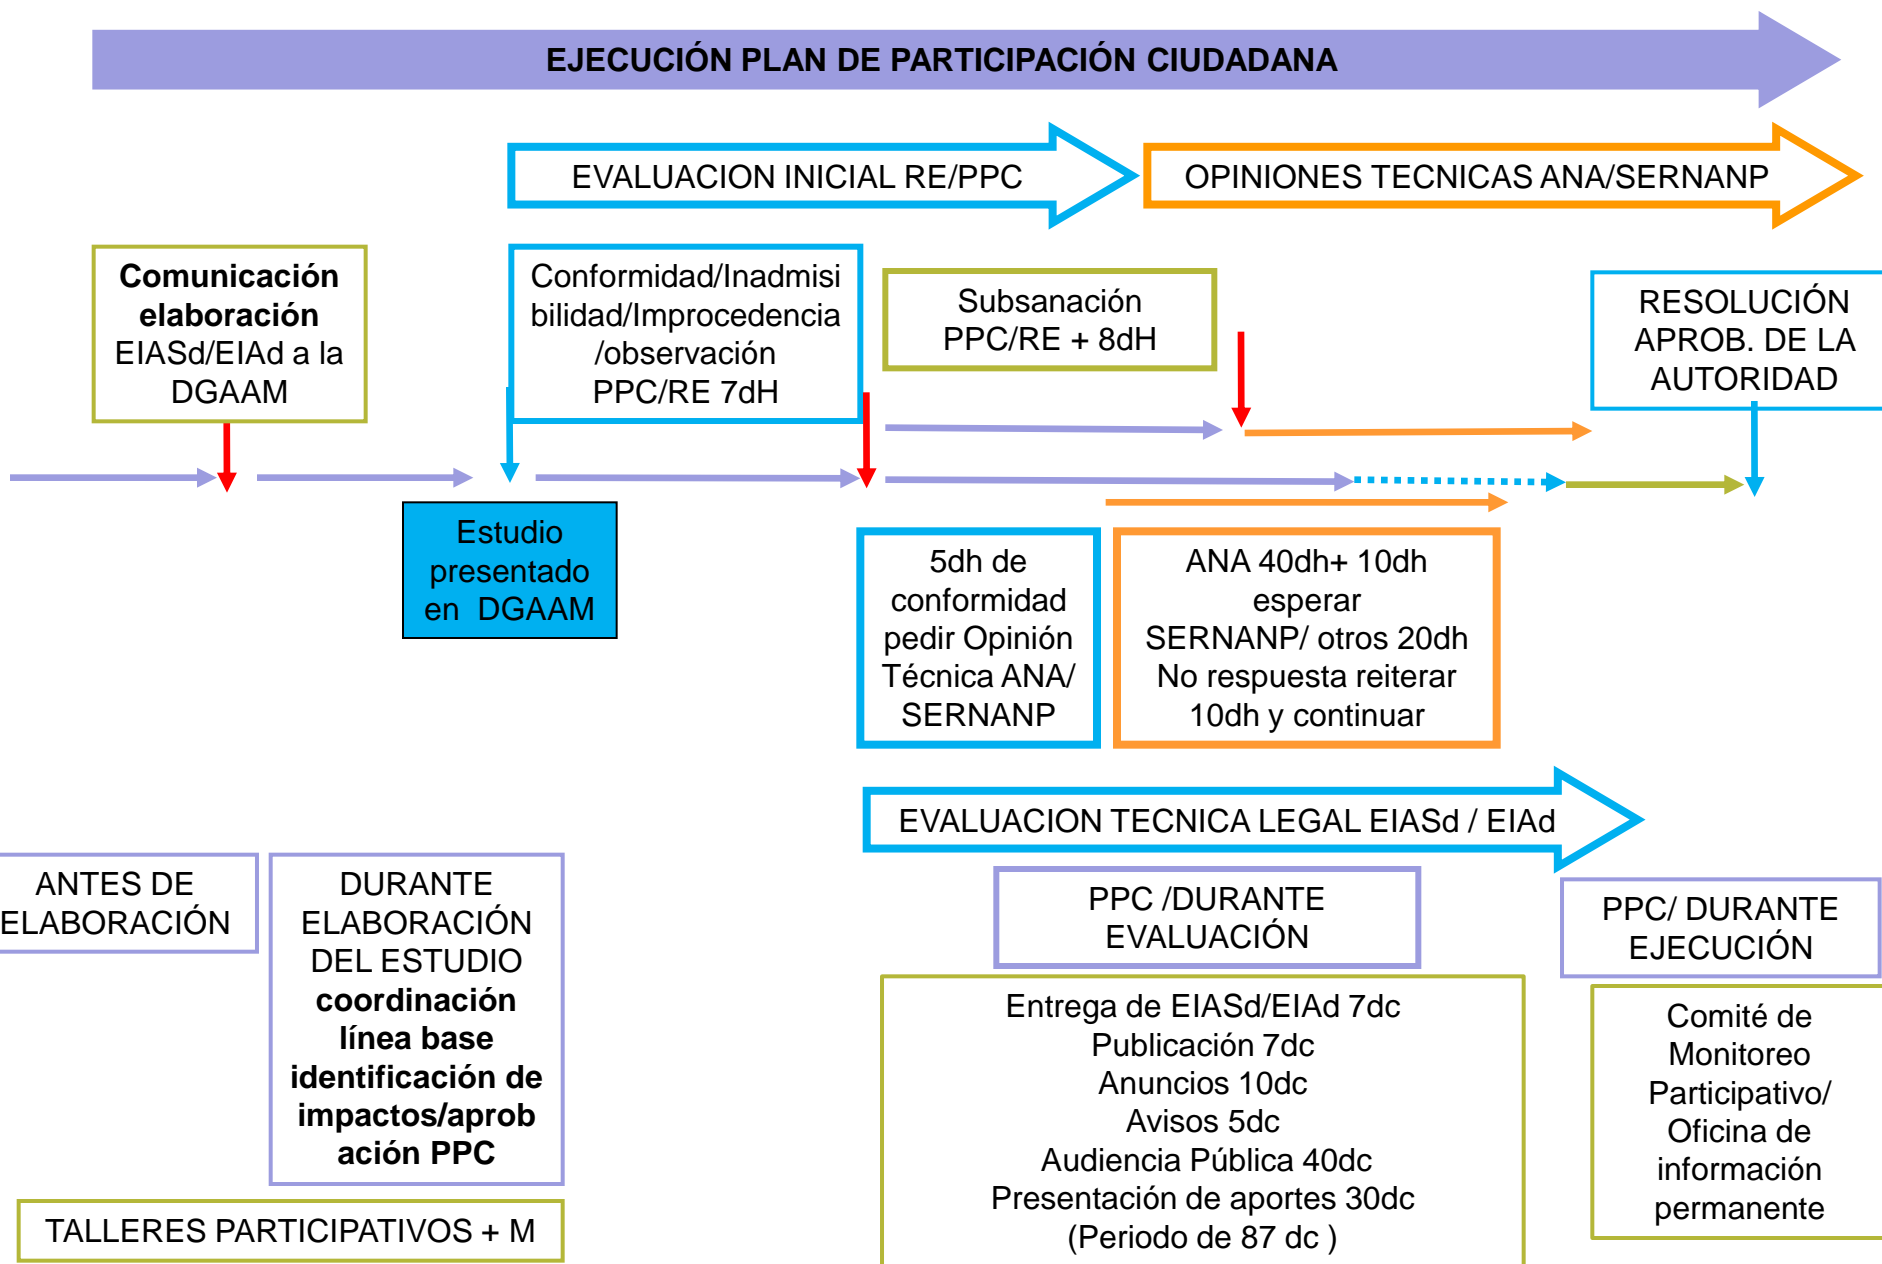 EJECUCIÓN PLAN DE PARTICIPACIÓN CIUDADANA
EVALUACION INICIAL RE/PPC
OPINIONES TECNICAS ANA/SERNANP
Comunicación
elaboración
EIASd/EIAd a la
DGAAM
Conformidad/Inadmisi
bilidad/Improcedencia
/observación
PPC/RE 7dH
Subsanación
PPC/RE + 8dH
RESOLUCIÓN
APROB. DE LA
AUTORIDAD
Estudio
presentado
en DGAAM
5dh de
conformidad
pedir Opinión
Técnica ANA/
SERNANP
ANA 40dh+ 10dh
esperar
SERNANP/ otros 20dh
No respuesta reiterar
10dh y continuar
EVALUACION TECNICA LEGAL EIASd / EIAd
ANTES DE
ELABORACIÓN
DURANTE
ELABORACIÓN
DEL ESTUDIO
coordinación
línea base
identificación de
impactos/aprob
ación PPC
TALLERES PARTICIPATIVOS + M
PPC /DURANTE
EVALUACIÓN
Entrega de EIASd/EIAd 7dc
Publicación 7dc
Anuncios 10dc
Avisos 5dc
Audiencia Pública 40dc
Presentación de aportes 30dc
(Periodo de 87 dc )
PPC/ DURANTE
EJECUCIÓN
Comité de
Monitoreo
Participativo/
Oficina de
información
permanente